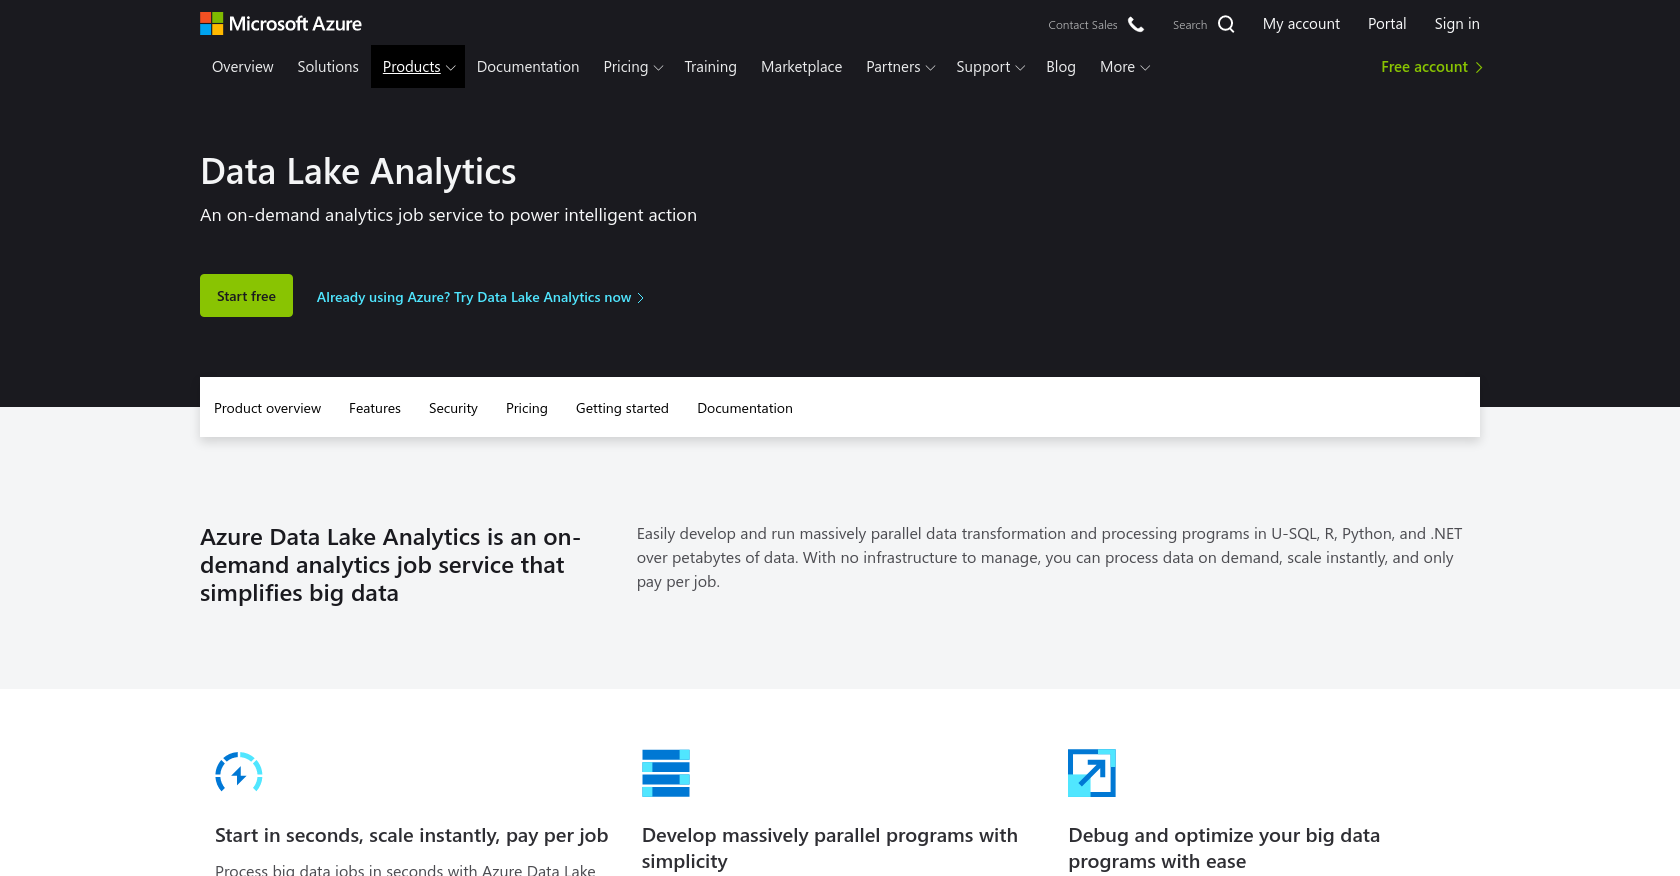 Microsoft Azure
Contact Sales
Search
My account
Portal
Sign in
Overview
Solutions
Products
Documentation
Pricing
Training
Marketplace
Partners
Support
Blog
More
Free account
Data Lake Analytics
An on-demand analytics job service to power intelligent action
Start free
Already using Azure? Try Data Lake Analytics now
Product overview
Features
Security
Pricing
Getting started
Documentation
Azure Data Lake Analytics is an on-
demand analytics job service that
simplifies big data
Easily develop and run massively parallel data transformation and processing programs in U-SQL, R, Python, and .NET
over petabytes of data. With no infrastructure to manage, you can process data on demand, scale instantly, and only
pay per job.
Start in seconds, scale instantly, pay per job
Process big data jobs in seconds with Azure Data Lake
Develop massively parallel programs with
simplicity
Debug and optimize your big data
programs with ease